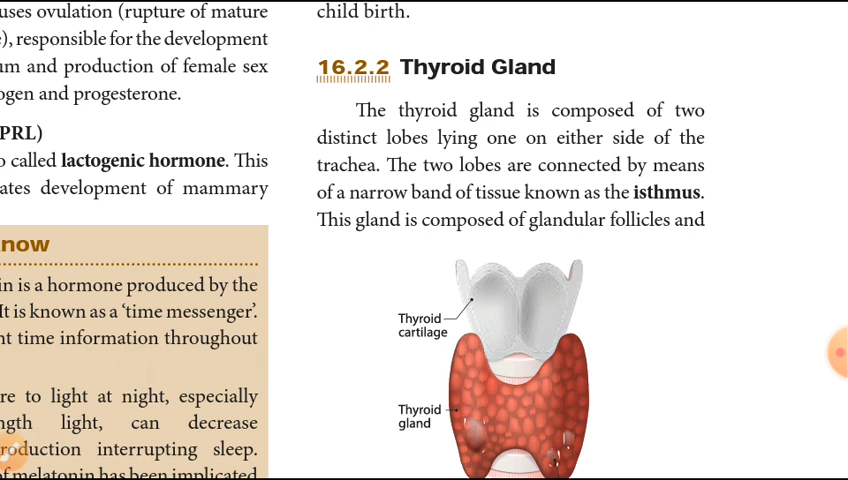 uses ovulation (rupture of mature
e), responsible for the development
um and production of female sex
ogen and progesterone.
PRL)
o called lactogenic hormone. This
ates development of mammary
now
in is a hormone produced by the
It is known as a ‘time messenger’.
nt time information throughout
re to light at night, especially
ngth light, can decrease
roduction interrupting sleep.
of melatonin has been implicated
child birth.
16.2.2 Thyroid Gland
The thyroid gland is composed of two
distinct lobes lying one on either side of the
trachea. The two lobes are connected by means
of a narrow band of tissue known as the isthmus.
This gland is composed of glandular follicles and
Thyroid
cartilage
Thyroid
gland